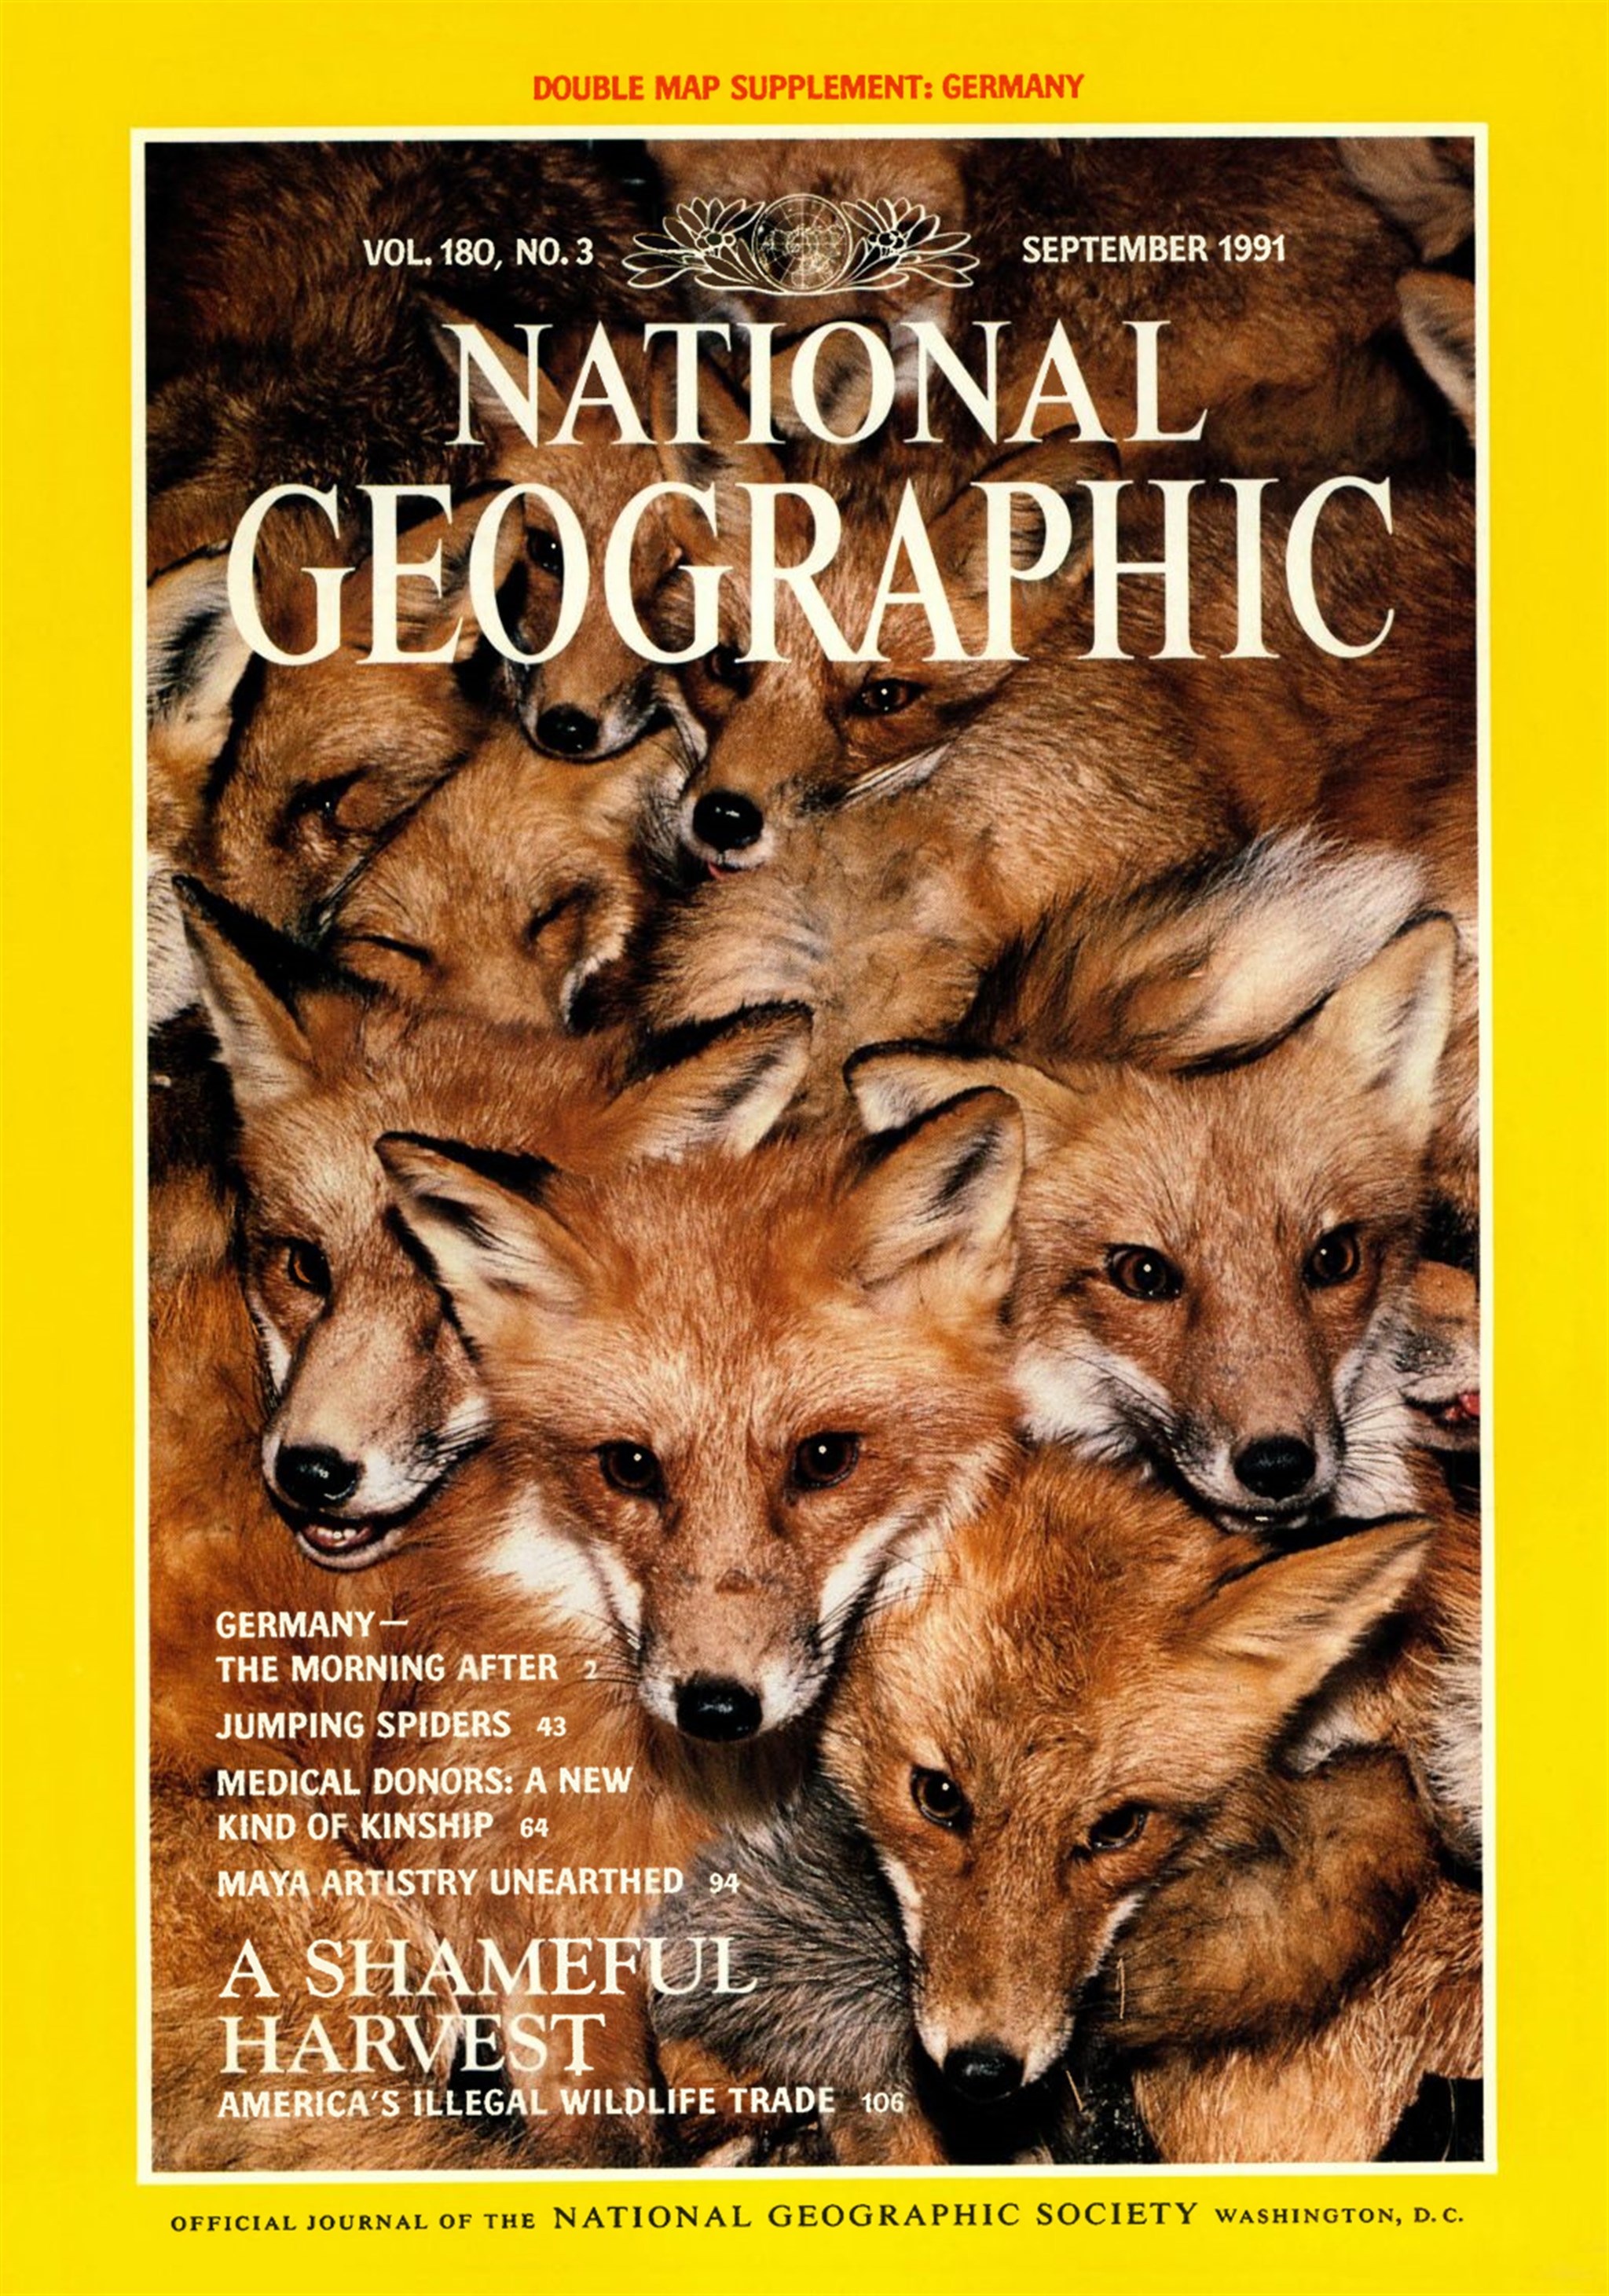 DOUBLE MAP SUPPLEMENT: GERMANY
VOL. 180, NO. 3
SEPTEMBER 1991
NATIONAL
GEOGRAPHIC
GERMANY—
THE MORNING AFTER 2
JUMPING SPIDERS 43
MEDICAL DONORS: A NEW
KIND OF KINSHIP 64
MAYA ARTISTRY UNEARTHED 94
A SHAMEFUL
HARVEST
AMERICA'S ILLEGAL WILDLIFE TRADE 106
OFFICIAL JOURNAL OF THE NATIONAL GEOGRAPHIC SOCIETY WASHINGTON, D.C.